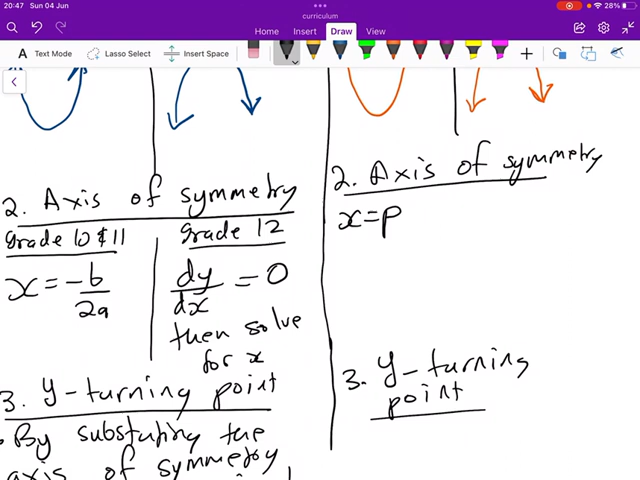 20:47 Sun 04 Jun
28%
curriculum
Home Insert Draw View
Text Mode Lasso Select Insert Space
2. Axis of symmetry
grade 10 & 11
x = -b/2a
grade 12
dy/dx = 0
then solve
for x
3. Y-turning point
• By substuting the
axis of symmetry
2. Axis of symmetry
x = p
3. Y-turning
point